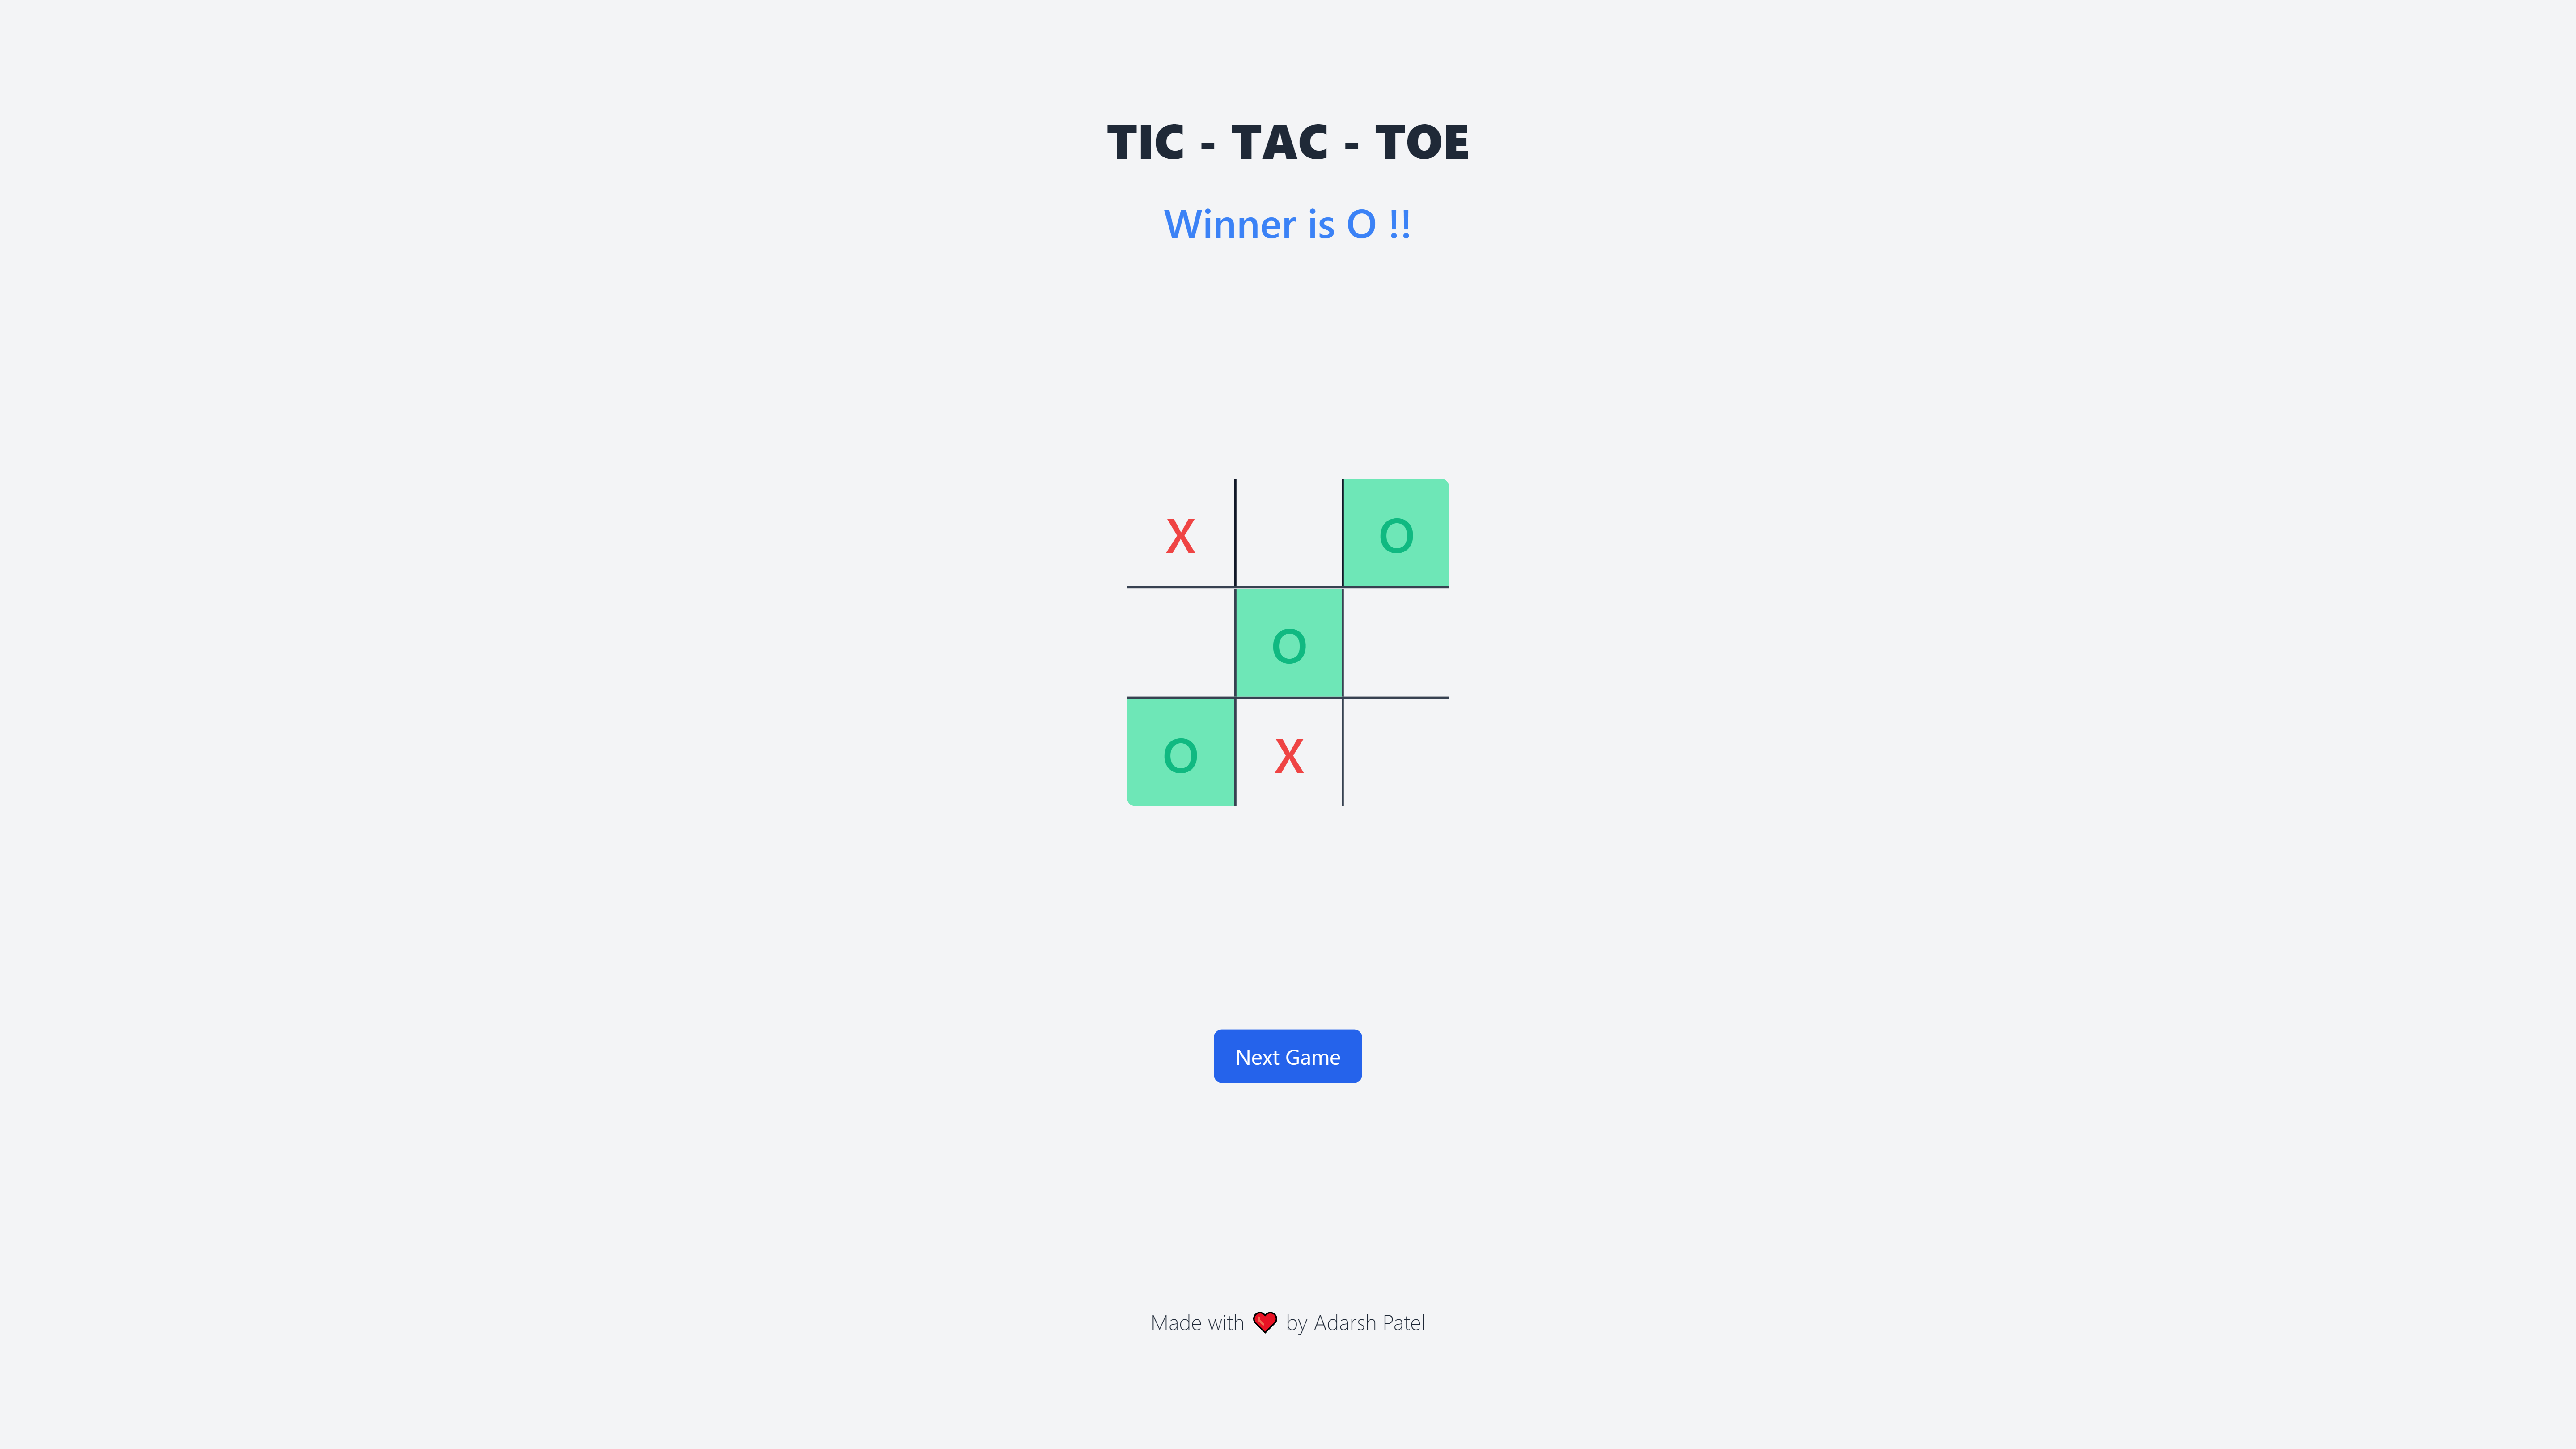 TIC - TAC - TOE
Winner is O !!
X O
O
O X
Next Game
Made with ❤️ by Adarsh Patel